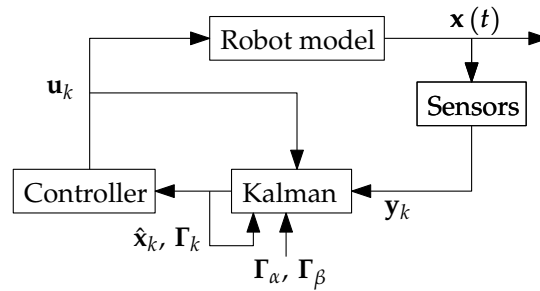 Robot model
x(t)
u_k
Sensors
Controller
Kalman
y_k
x̂_k, Γ_k
Γ_α, Γ_β